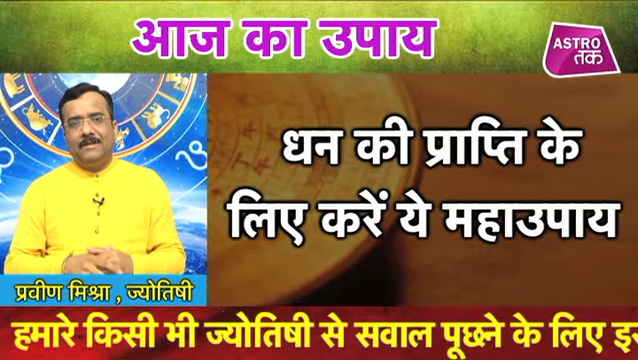 आज का उपाय
ASTRO
तक
धन की प्राप्ति के
लिए करें ये महाउपाय
प्रवीण मिश्रा , ज्योतिषी
हमारे किसी भी ज्योतिषी से सवाल पूछने के लिए